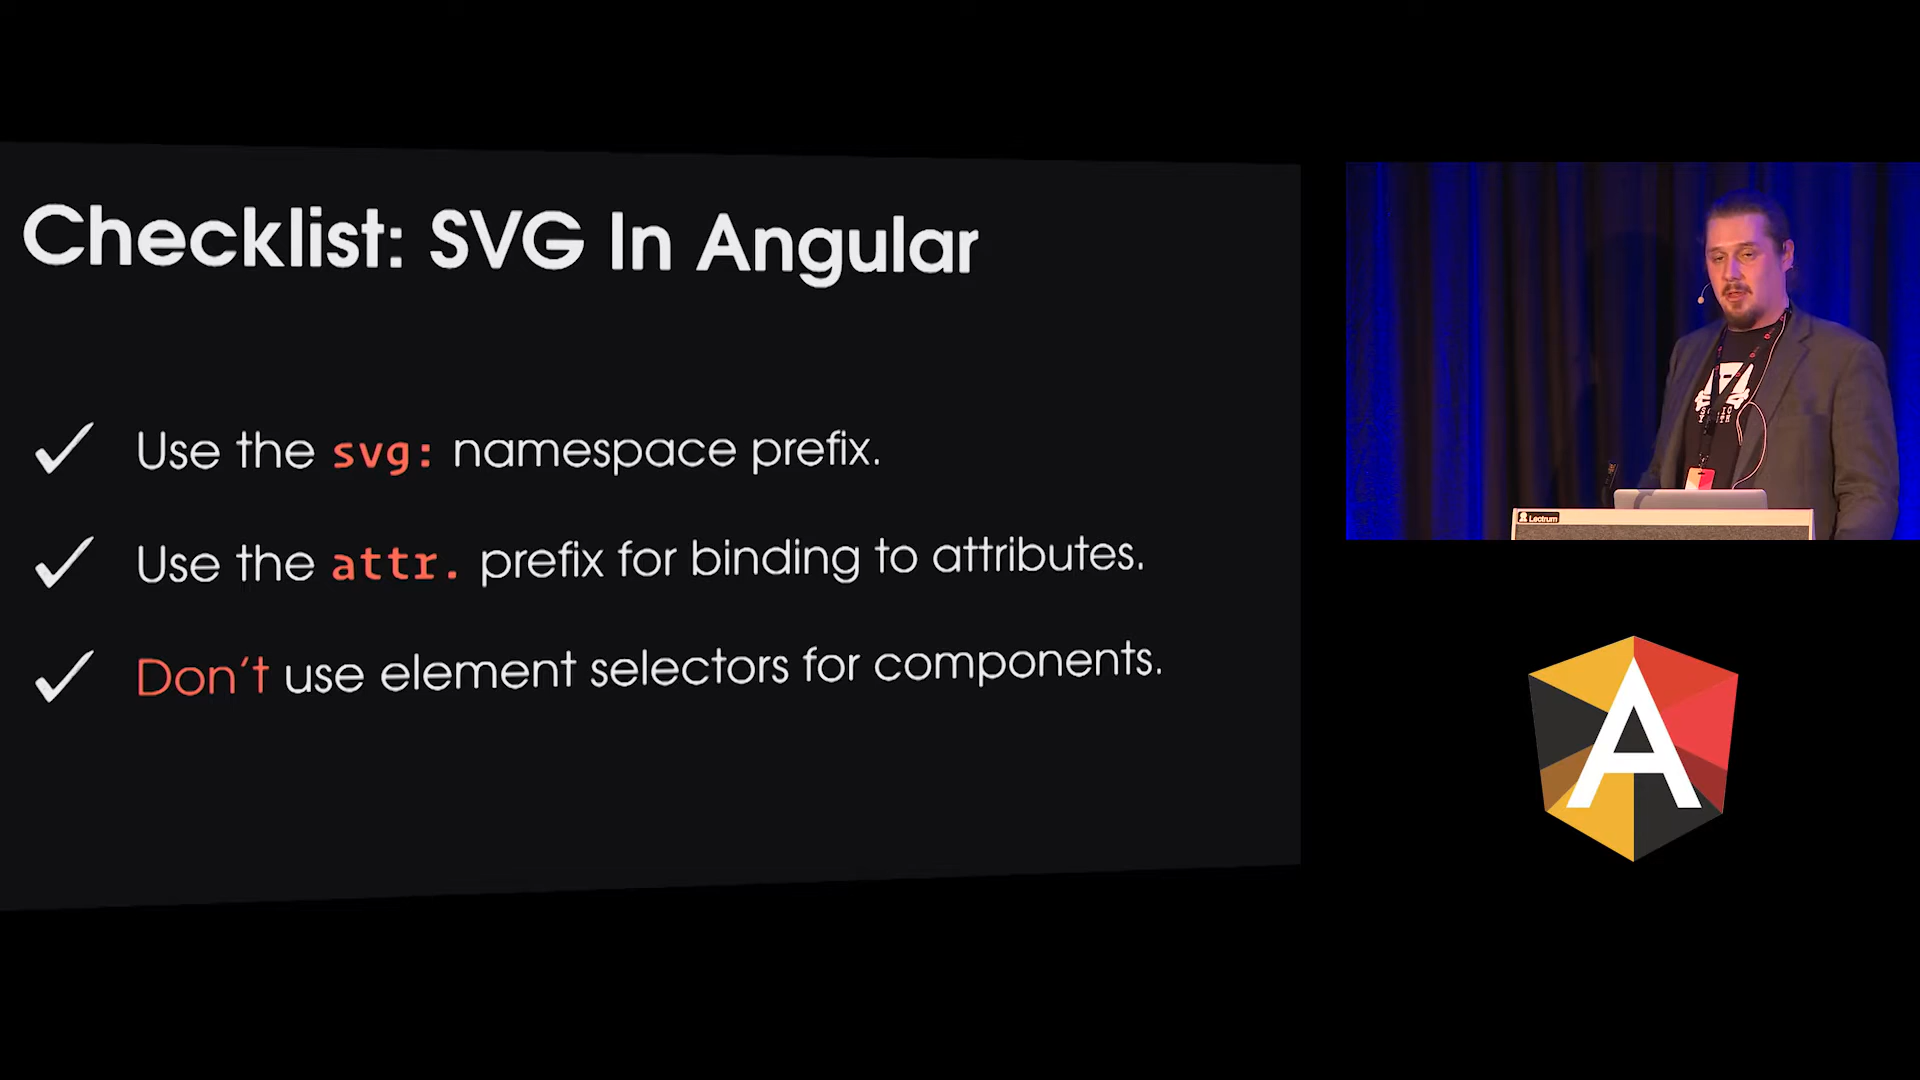 Checklist: SVG In Angular
Use the svg: namespace prefix.
Use the attr. prefix for binding to attributes.
Don't use element selectors for components.
Lectrum
A